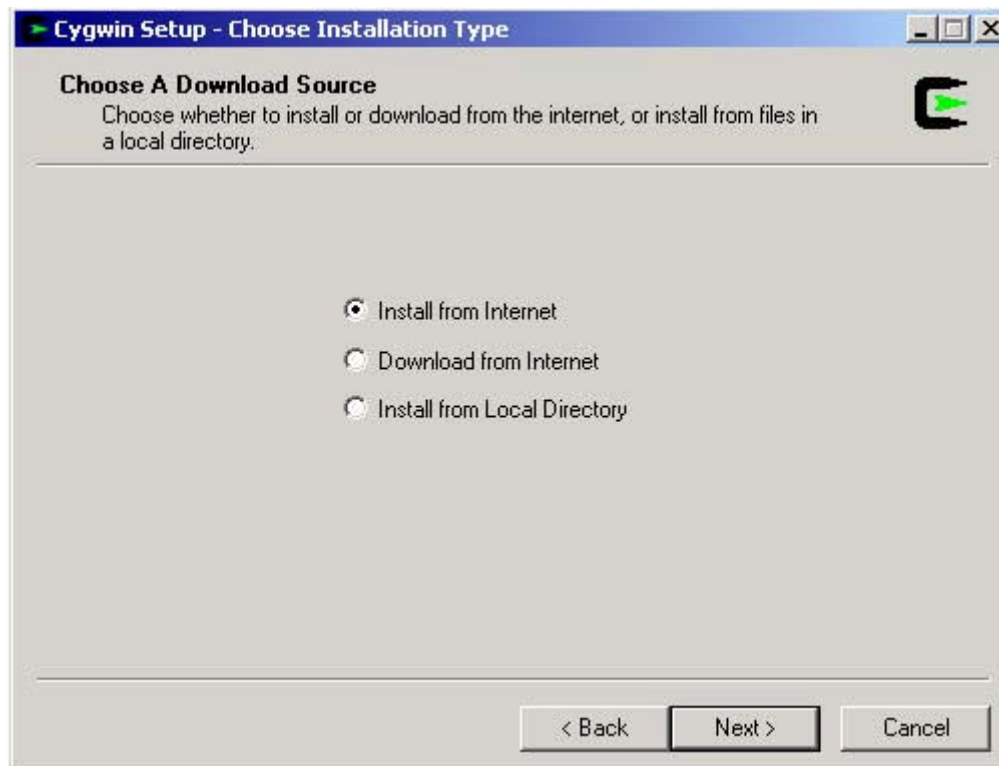 Cygwin Setup - Choose Installation Type
Choose A Download Source
Choose whether to install or download from the internet, or install from files in
a local directory.
Install from Internet
Download from Internet
Install from Local Directory
< Back Next > Cancel